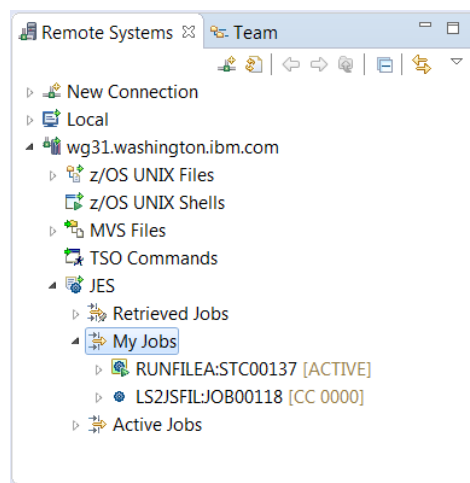 Remote Systems Team
New Connection
Local
wg31.washington.ibm.com
z/OS UNIX Files
z/OS UNIX Shells
MVS Files
TSO Commands
JES
Retrieved Jobs
My Jobs
RUNFILEA:STC00137 [ACTIVE]
LS2JSFIL:JOB00118 [CC 0000]
Active Jobs